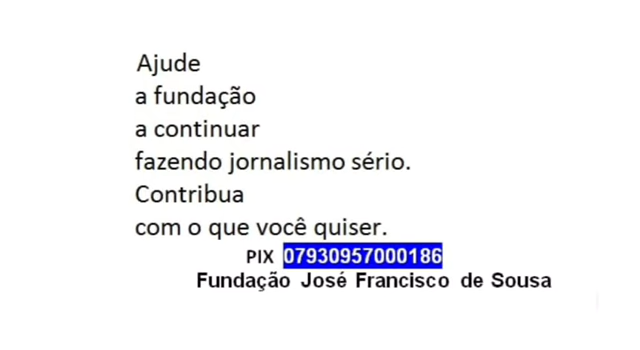 Ajude
a fundação
a continuar
fazendo jornalismo sério.
Contribua
com o que você quiser.
PIX 07930957000186
Fundação José Francisco de Sousa